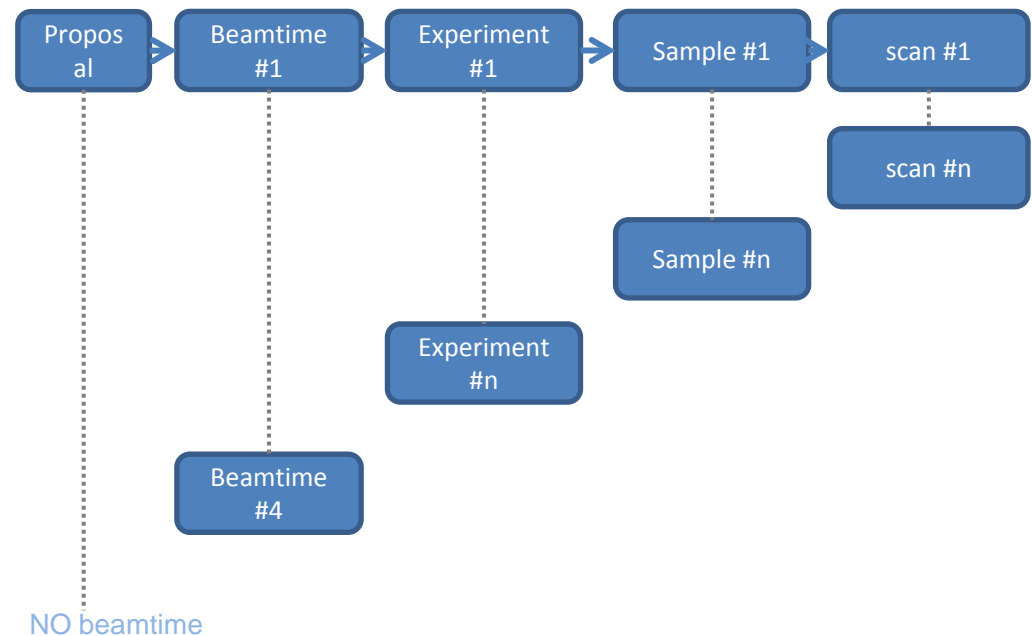 Propos
al
Beamtime
#1
Experiment
#1
Sample #1
scan #1
scan #n
Sample #n
Experiment
#n
Beamtime
#4
NO beamtime